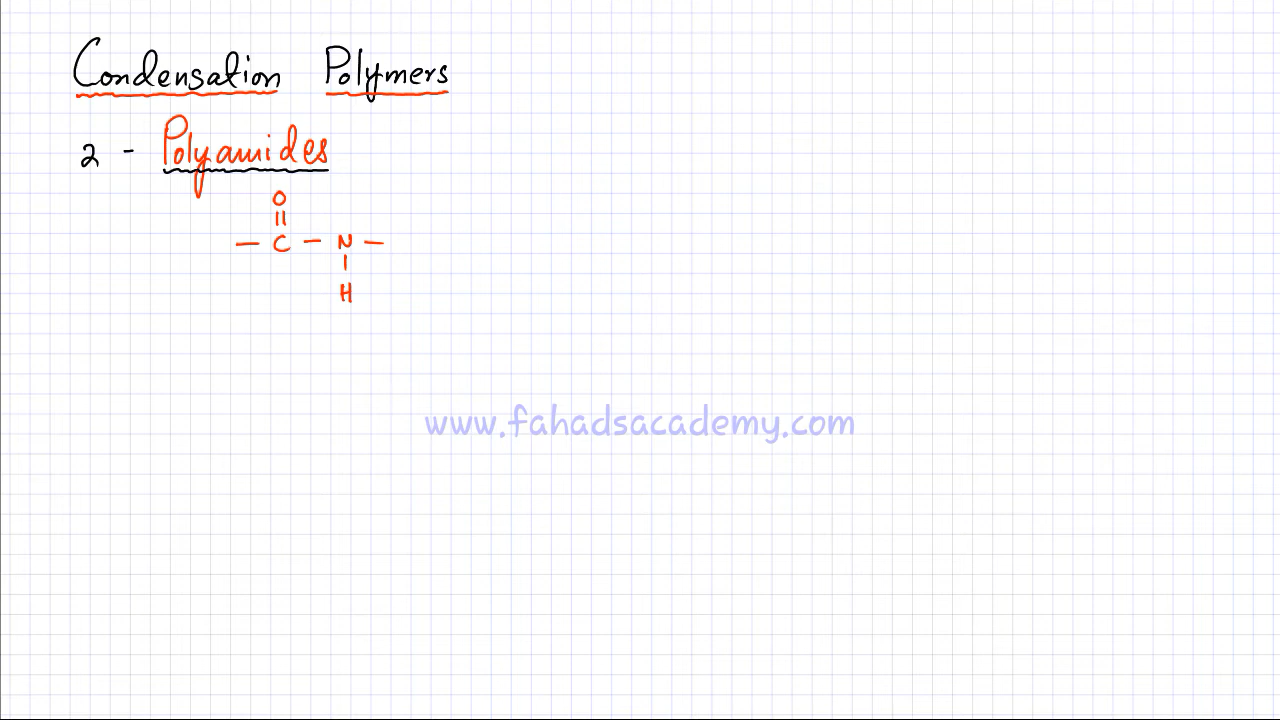 Condensation Polymers
2 - Polyamides
O
||
— C — N —
|
H
www.fahadsacademy.com